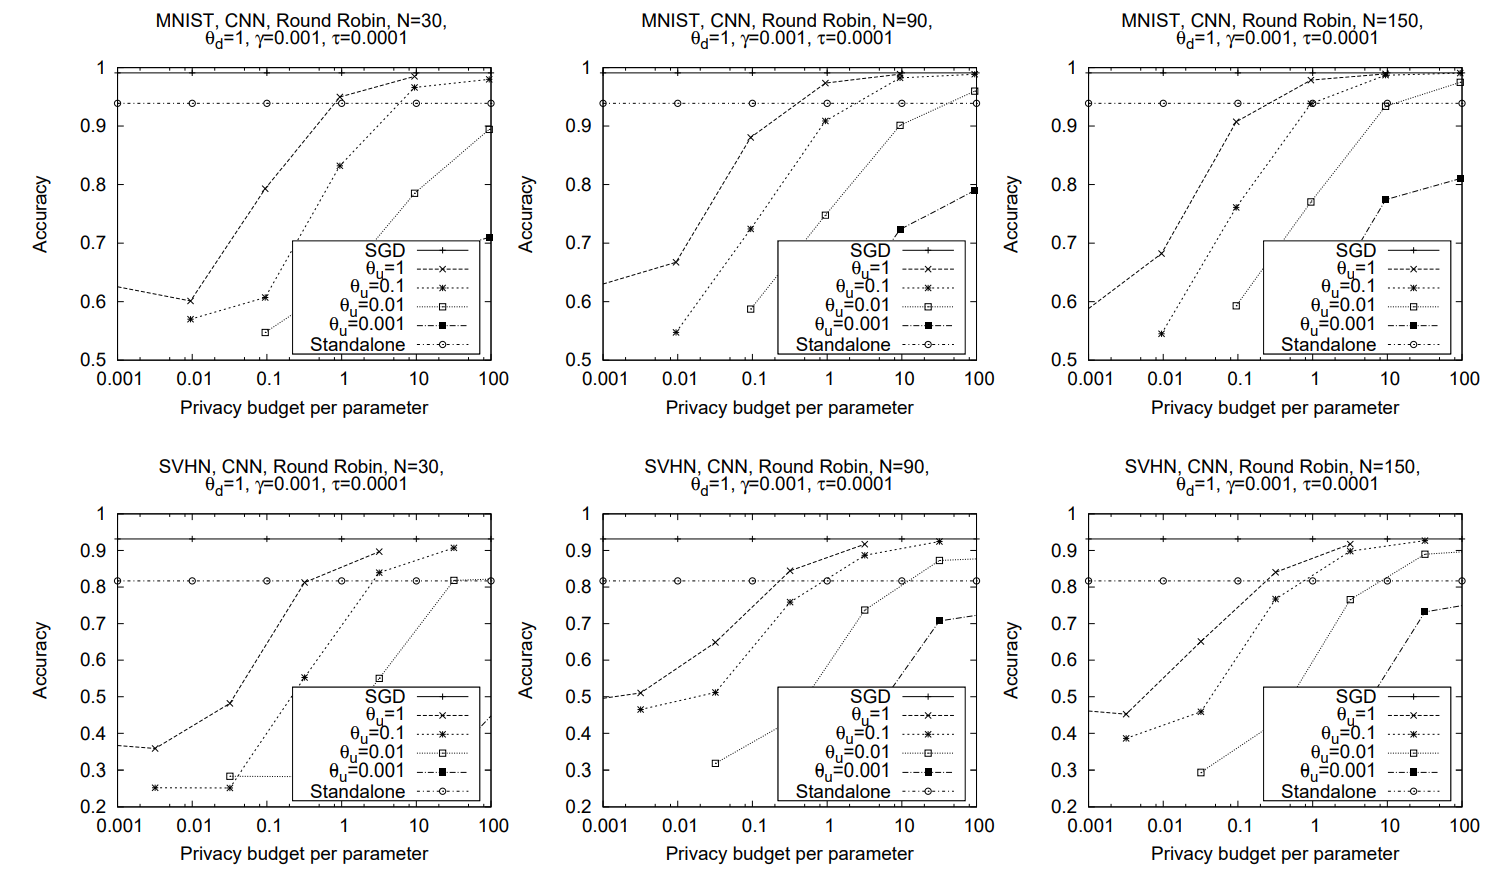 MNIST, CNN, Round Robin, N=30,
θd=1, γ=0.001, τ=0.0001
1
0.9
0.8
0.7
0.6
0.5
Accuracy
SGD
θu=1
θu=0.1
θu=0.01
θu=0.001
Standalone
0.001 0.01 0.1 1 10 100
Privacy budget per parameter
MNIST, CNN, Round Robin, N=90,
θd=1, γ=0.001, τ=0.0001
1
0.9
0.8
0.7
0.6
0.5
Accuracy
SGD
θu=1
θu=0.1
θu=0.01
θu=0.001
Standalone
0.001 0.01 0.1 1 10 100
Privacy budget per parameter
MNIST, CNN, Round Robin, N=150,
θd=1, γ=0.001, τ=0.0001
1
0.9
0.8
0.7
0.6
0.5
Accuracy
SGD
θu=1
θu=0.1
θu=0.01
θu=0.001
Standalone
0.001 0.01 0.1 1 10 100
Privacy budget per parameter
SVHN, CNN, Round Robin, N=30,
θd=1, γ=0.001, τ=0.0001
1
0.9
0.8
0.7
0.6
0.5
0.4
0.3
0.2
Accuracy
SGD
θu=1
θu=0.1
θu=0.01
θu=0.001
Standalone
0.001 0.01 0.1 1 10 100
Privacy budget per parameter
SVHN, CNN, Round Robin, N=90,
θd=1, γ=0.001, τ=0.0001
1
0.9
0.8
0.7
0.6
0.5
0.4
0.3
0.2
Accuracy
SGD
θu=1
θu=0.1
θu=0.01
θu=0.001
Standalone
0.001 0.01 0.1 1 10 100
Privacy budget per parameter
SVHN, CNN, Round Robin, N=150,
θd=1, γ=0.001, τ=0.0001
1
0.9
0.8
0.7
0.6
0.5
0.4
0.3
0.2
Accuracy
SGD
θu=1
θu=0.1
θu=0.01
θu=0.001
Standalone
0.001 0.01 0.1 1 10 100
Privacy budget per parameter